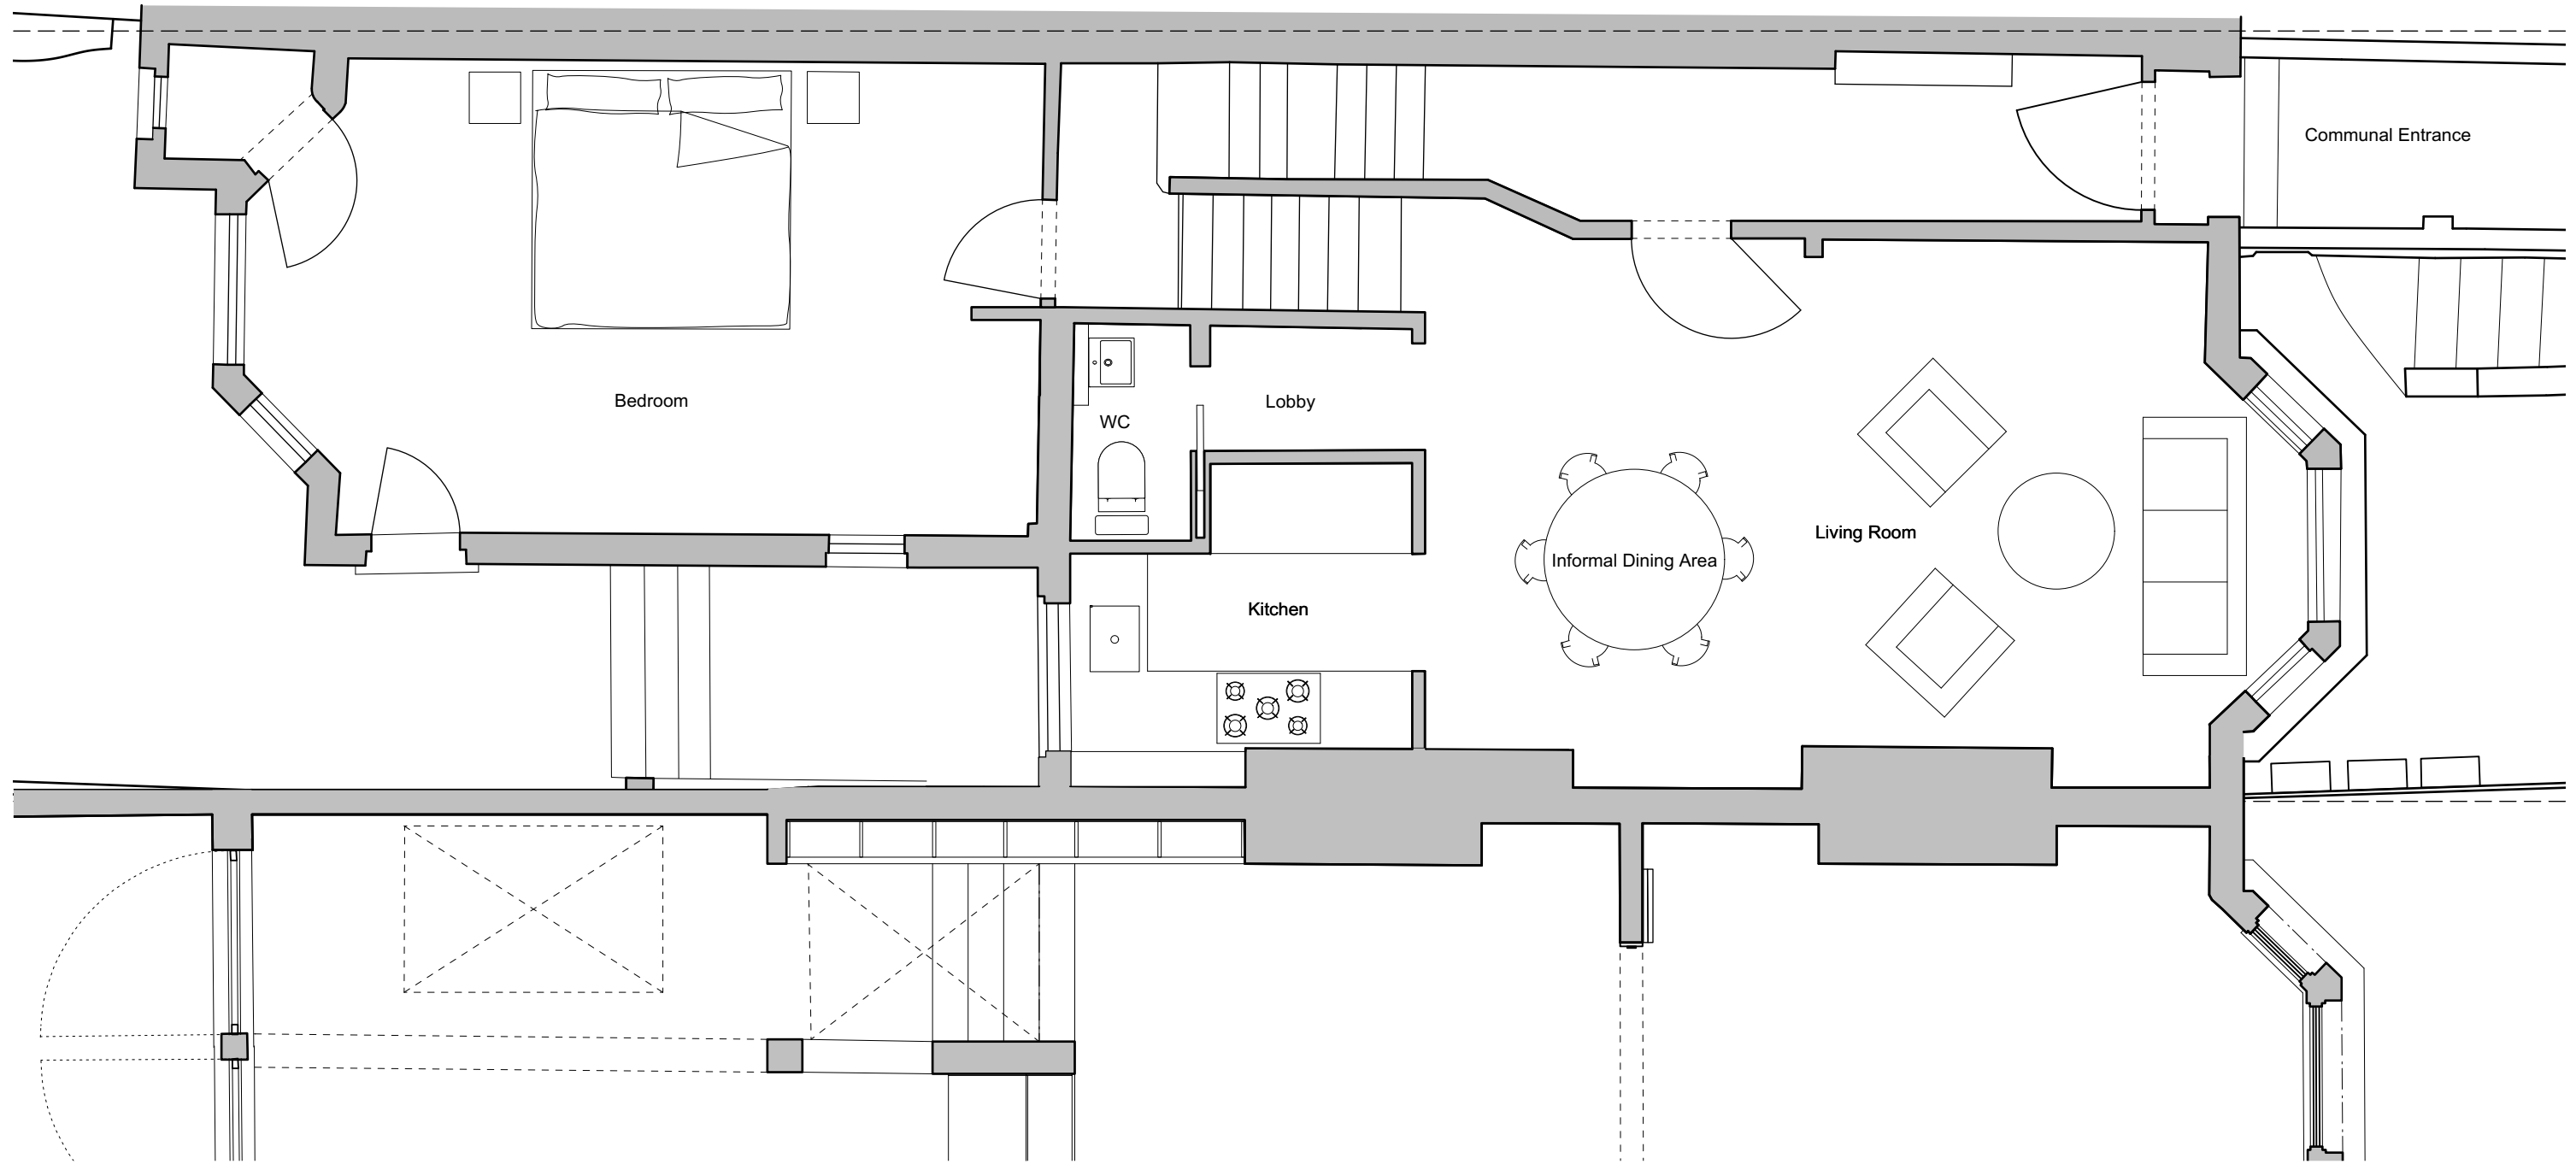 Communal Entrance
Bedroom
Lobby
WC
Living Room
Informal Dining Area
Kitchen